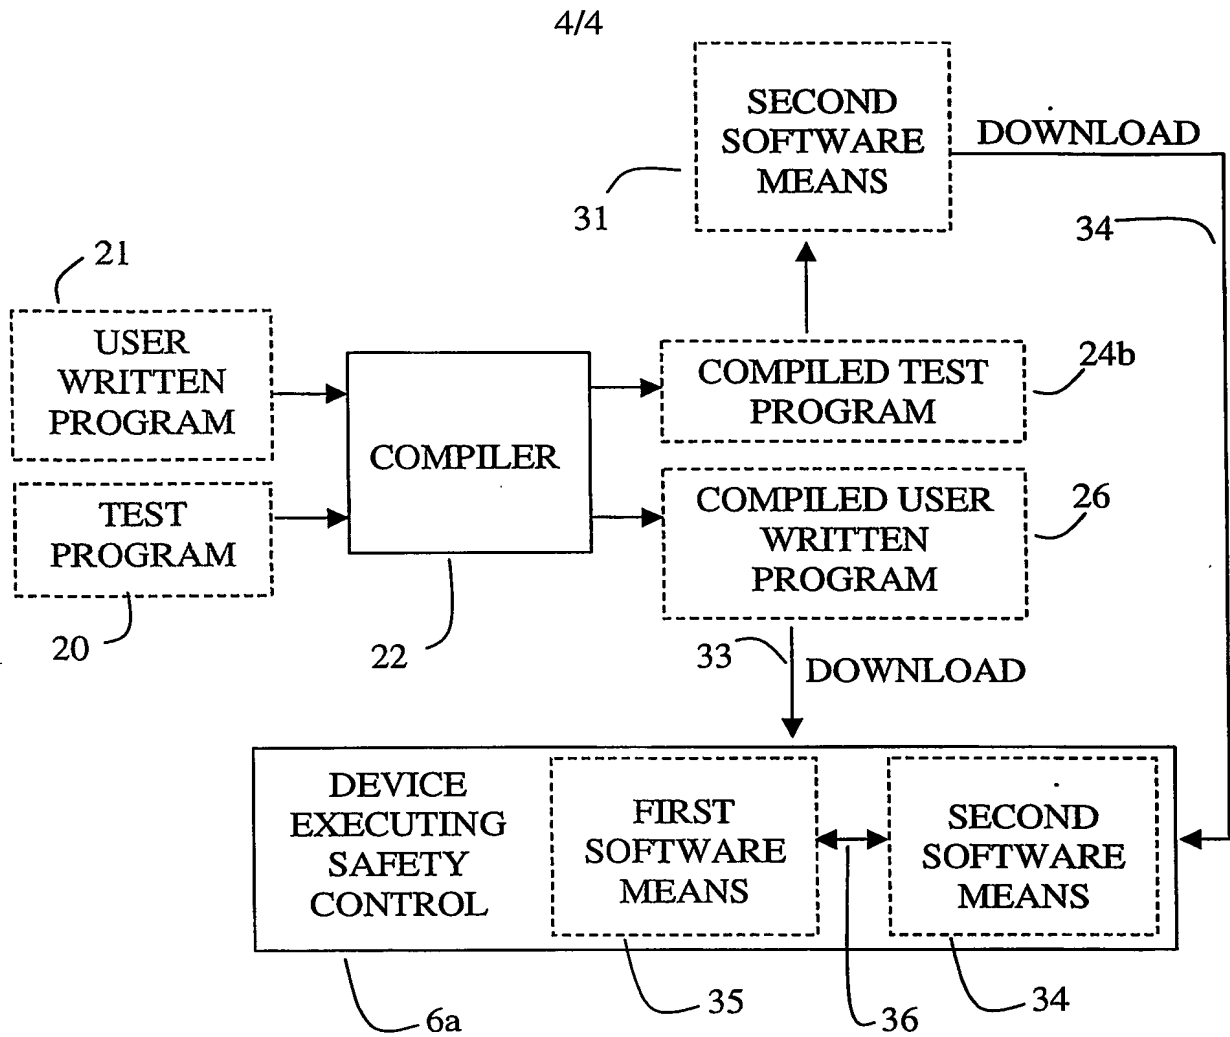 4/4
SECOND
SOFTWARE
MEANS
DOWNLOAD
31
34
21
USER
WRITTEN
PROGRAM
COMPILER
COMPILED TEST
PROGRAM
24b
TEST
PROGRAM
COMPILED USER
WRITTEN
PROGRAM
26
20
22
33
DOWNLOAD
DEVICE
EXECUTING
SAFETY
CONTROL
FIRST
SOFTWARE
MEANS
SECOND
SOFTWARE
MEANS
6a
35
36
34